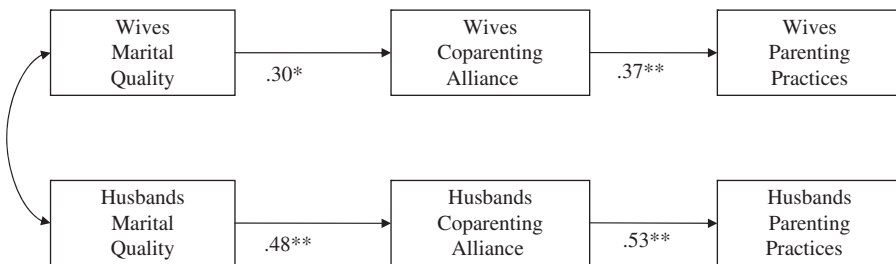 Wives
Marital
Quality
.30*
Wives
Coparenting
Alliance
.37**
Wives
Parenting
Practices
Husbands
Marital
Quality
.48**
Husbands
Coparenting
Alliance
.53**
Husbands
Parenting
Practices